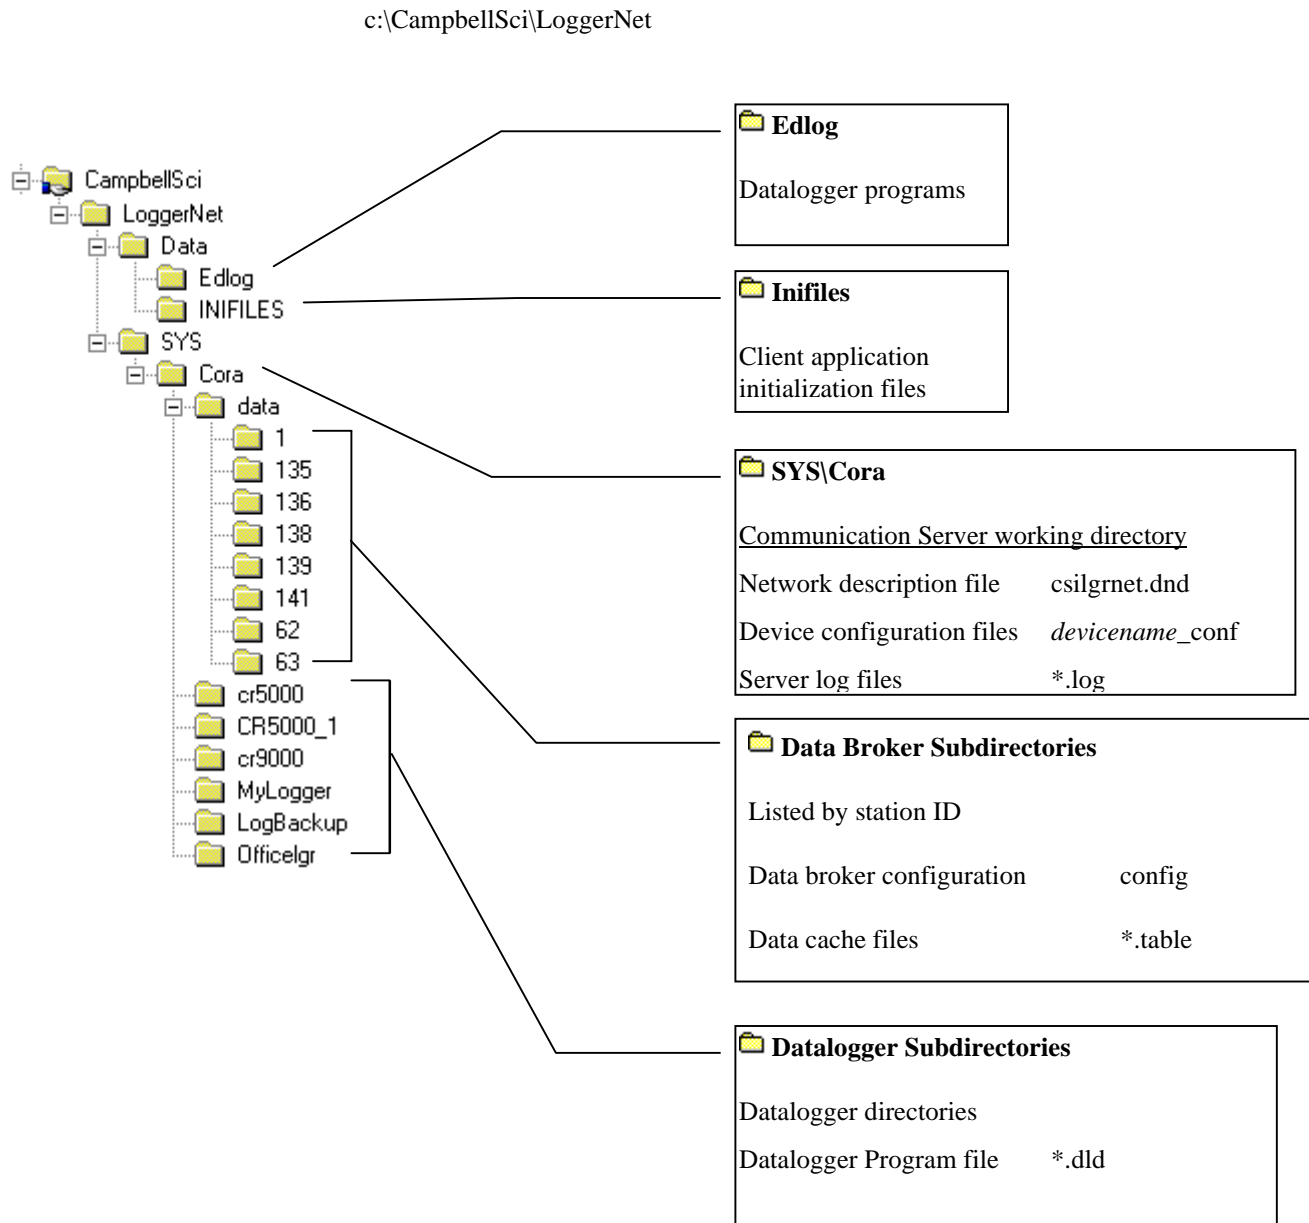 c:\CampbellSci\LoggerNet
CampbellSci
LoggerNet
Data
Edlog
INIFILES
SYS
Cora
data
1
135
136
138
139
141
62
63
cr5000
CR5000_1
cr9000
MyLogger
LogBackup
Officelgr
Edlog
Datalogger programs
Inifiles
Client application
initialization files
SYS\Cora
Communication Server working directory
Network description file csilgrnet.dnd
Device configuration files devicename_conf
Server log files *.log
Data Broker Subdirectories
Listed by station ID
Data broker configuration config
Data cache files *.table
Datalogger Subdirectories
Datalogger directories
Datalogger Program file *.dld